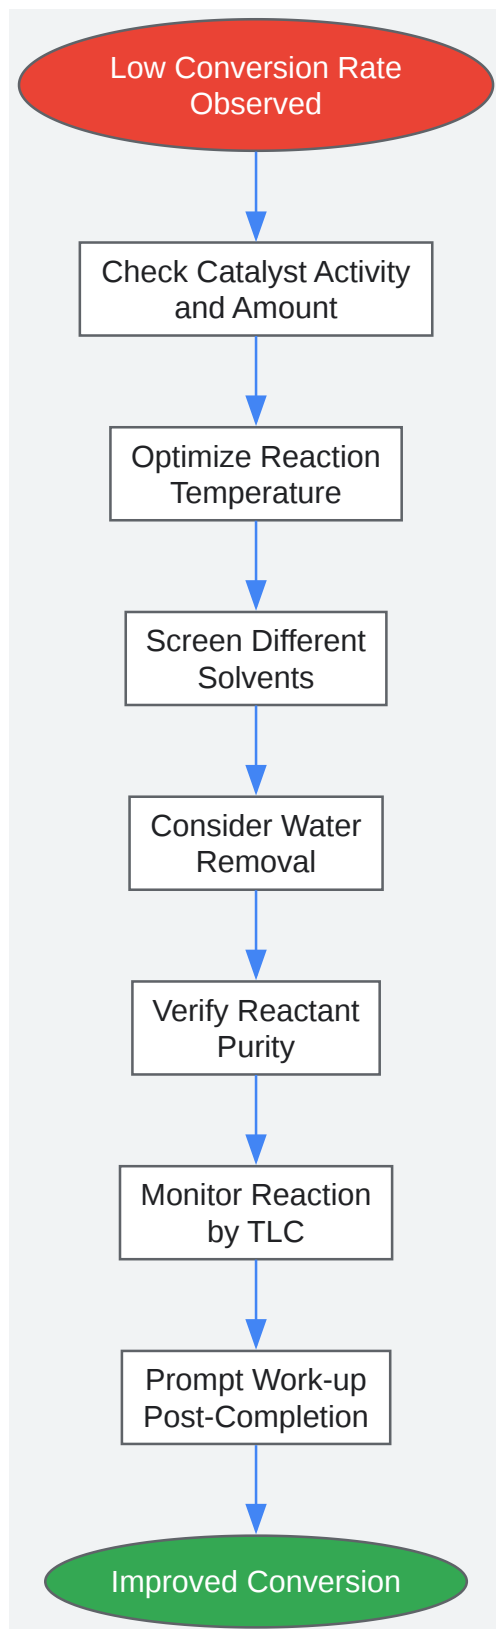 Low Conversion Rate
Observed
Check Catalyst Activity
and Amount
Optimize Reaction
Temperature
Screen Different
Solvents
Consider Water
Removal
Verify Reactant
Purity
Monitor Reaction
by TLC
Prompt Work-up
Post-Completion
Improved Conversion